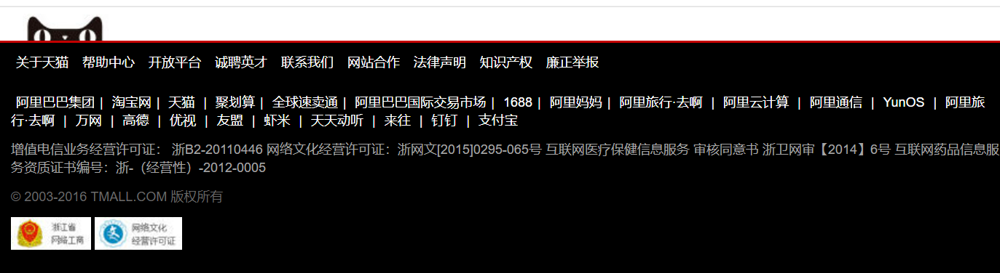 关于天猫 帮助中心 开放平台 诚聘英才 联系我们 网站合作 法律声明 知识产权 廉正举报
阿里巴巴集团 | 淘宝网 | 天猫 | 聚划算 | 全球速卖通 | 阿里巴巴国际交易市场 | 1688 | 阿里妈妈 | 阿里旅行·去啊 | 阿里云计算 | 阿里通信 | YunOS | 阿里旅
行·去啊 | 万网 | 高德 | 优视 | 友盟 | 虾米 | 天天动听 | 来往 | 钉钉 | 支付宝
增值电信业务经营许可证： 浙B2-20110446 网络文化经营许可证：浙网文[2015]0295-065号 互联网医疗保健信息服务 审核同意书 浙卫网审【2014】6号 互联网药品信息服
务资质证书编号：浙-（经营性）-2012-0005
© 2003-2016 TMALL.COM 版权所有
浙江省
网络工商
网络文化
经营许可证